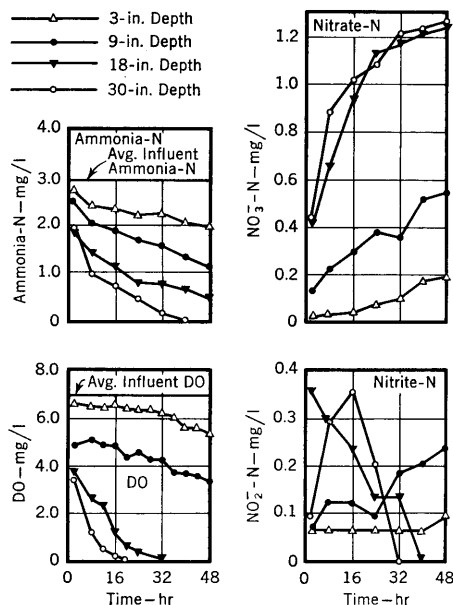 3-in. Depth
9-in. Depth
18-in. Depth
30-in. Depth
4.0
3.0
2.0
1.0
0
Ammonia-N—mg/l
Ammonia-N
Avg. Influent
Ammonia-N
Nitrate-N
1.2
1.0
0.8
0.6
0.4
0.2
0
NO₃⁻-N—mg/l
8.0
6.0
4.0
2.0
0.0
DO—mg/l
Avg. Influent DO
DO
0 16 32 48
Time—hr
0.4
0.3
0.2
0.1
0
NO₂⁻-N—mg/l
Nitrite-N
0 16 32 48
Time—hr